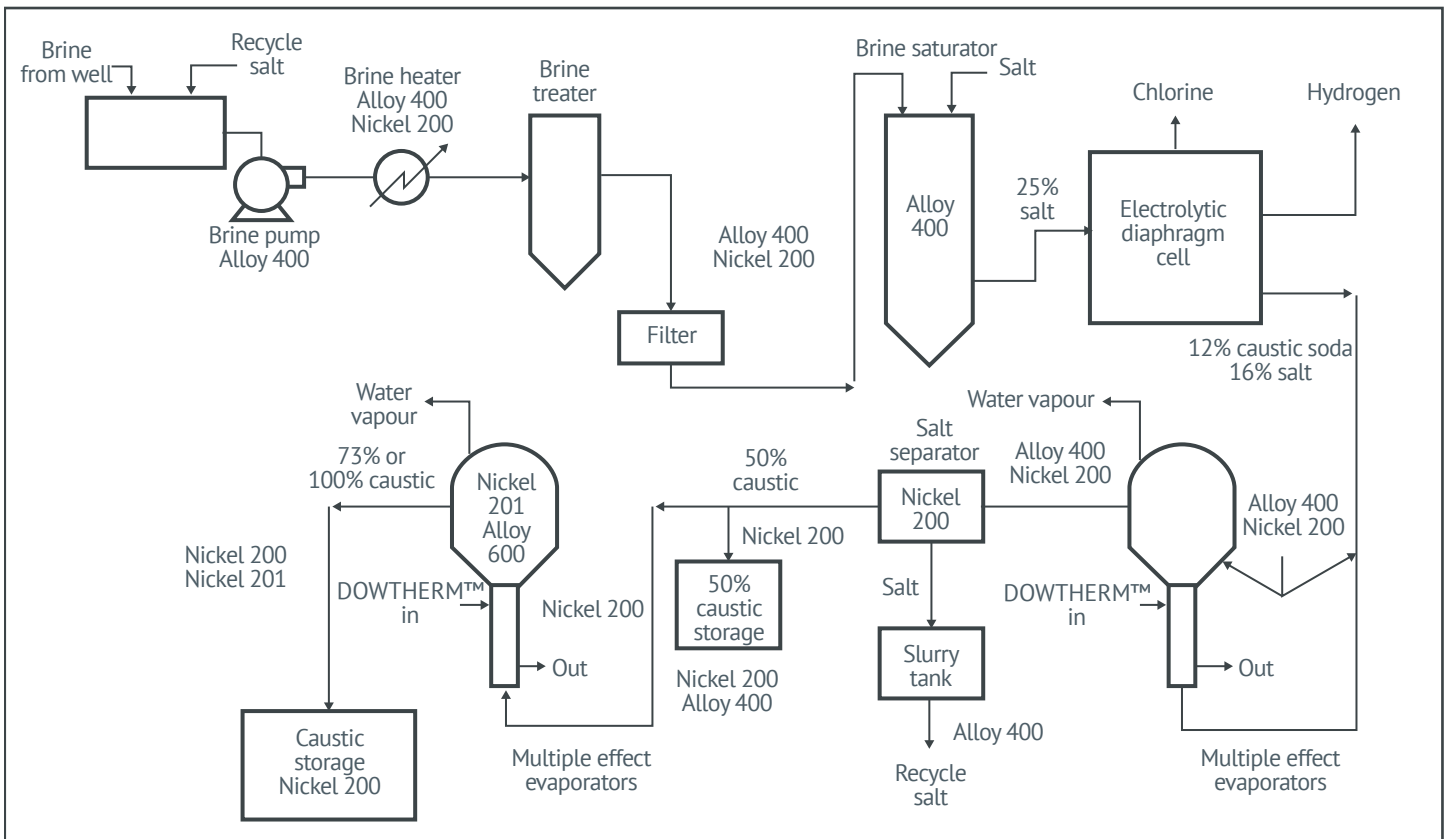 Brine
from well
Recycle
salt
Brine heater
Alloy 400
Nickel 200
Brine
treater
Brine saturator
Salt
Chlorine
Hydrogen
Brine pump
Alloy 400
Alloy 400
Nickel 200
Alloy
400
25%
salt
Electrolytic
diaphragm
cell
Filter
12% caustic soda
16% salt
Water
vapour
73% or
100% caustic
Nickel
201
Alloy
600
50%
caustic
Salt
separator
Nickel
200
Alloy 400
Nickel 200
Water vapour
Alloy 400
Nickel 200
Nickel 200
Nickel 201
DOWTHERM™
in
Nickel 200
Nickel 200
50%
caustic
storage
Salt
DOWTHERM™
in
Out
Nickel 200
Alloy 400
Slurry
tank
Out
Caustic
storage
Nickel 200
Multiple effect
evaporators
Alloy 400
Recycle
salt
Multiple effect
evaporators